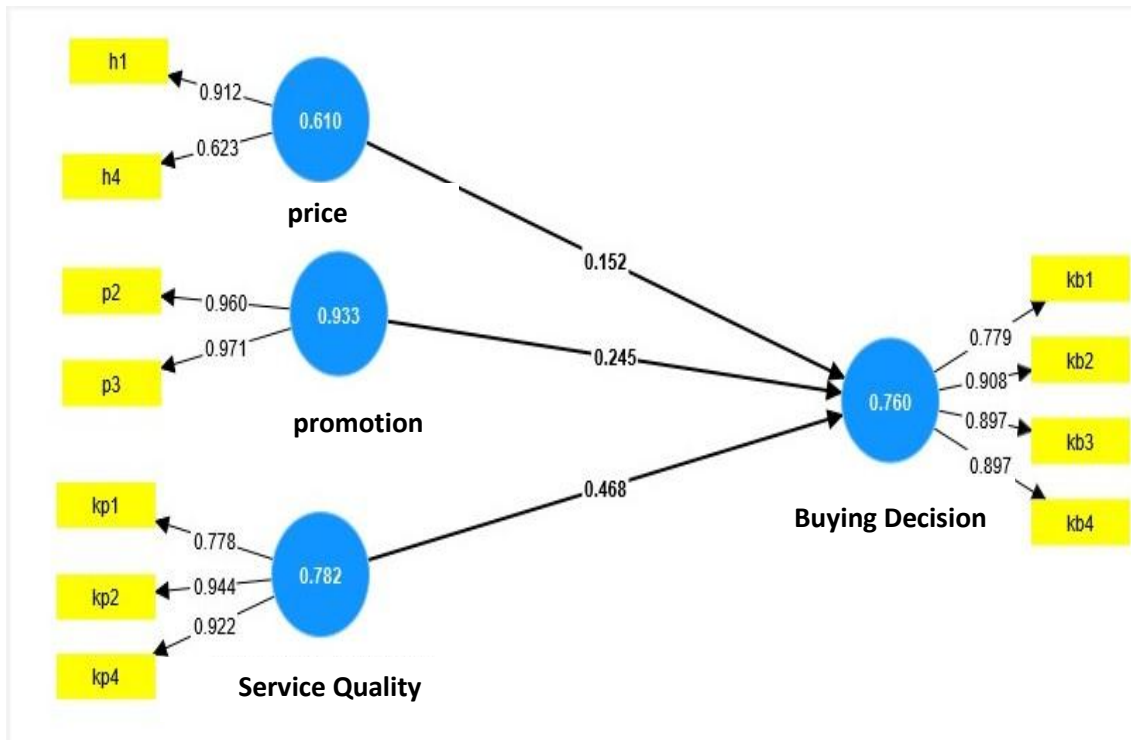 h1
0.912
0.610
0.623
h4
price
0.152
p2
0.960
0.933
0.971
p3
promotion
0.245
kp1
0.778
0.782
kp2
0.944
0.922
kp4
Service Quality
0.468
0.760
Buying Decision
kb1
0.779
kb2
0.908
0.897
kb3
0.897
kb4